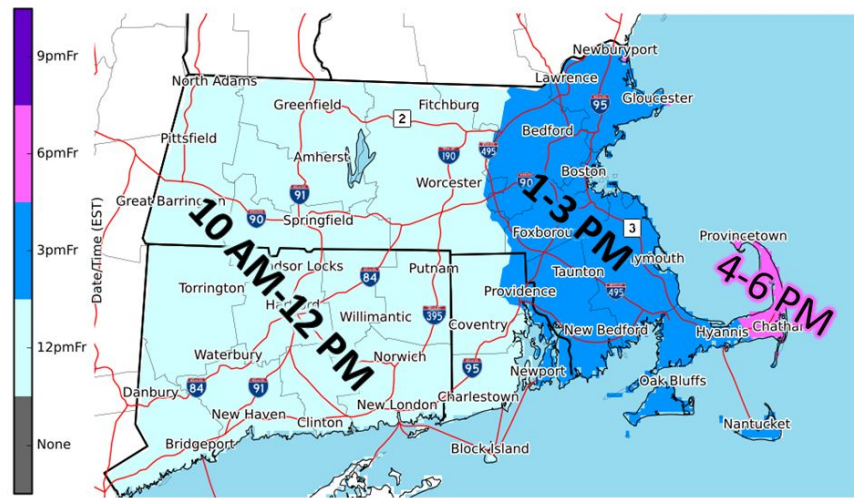 9pmFr
6pmFr
3pmFr
12pmFr
None
Date/Time (EST)
Newburyport
North Adams
Lawrence
Greenfield
Fitchburg
95
Gloucester
2
Bedford
Pittsfield
Amherst
190
495
Boston
Worcester
90
Great Barrington
91
1-3 PM
10 AM-12 PM
90
Springfield
Foxborou
3
Provincetown
ymouth
dsor Locks
Putnam
84
Taunton
4-6 PM
Torrington
Providence
495
Willimantic
395
Coventry
New Bedford
Hyannis
Chatha
Waterbury
Norwich
95
Newport
Oak Bluffs
Danbury
84
91
New London
Charlestown
New Haven
Clinton
Nantucket
Bridgeport
Block Island